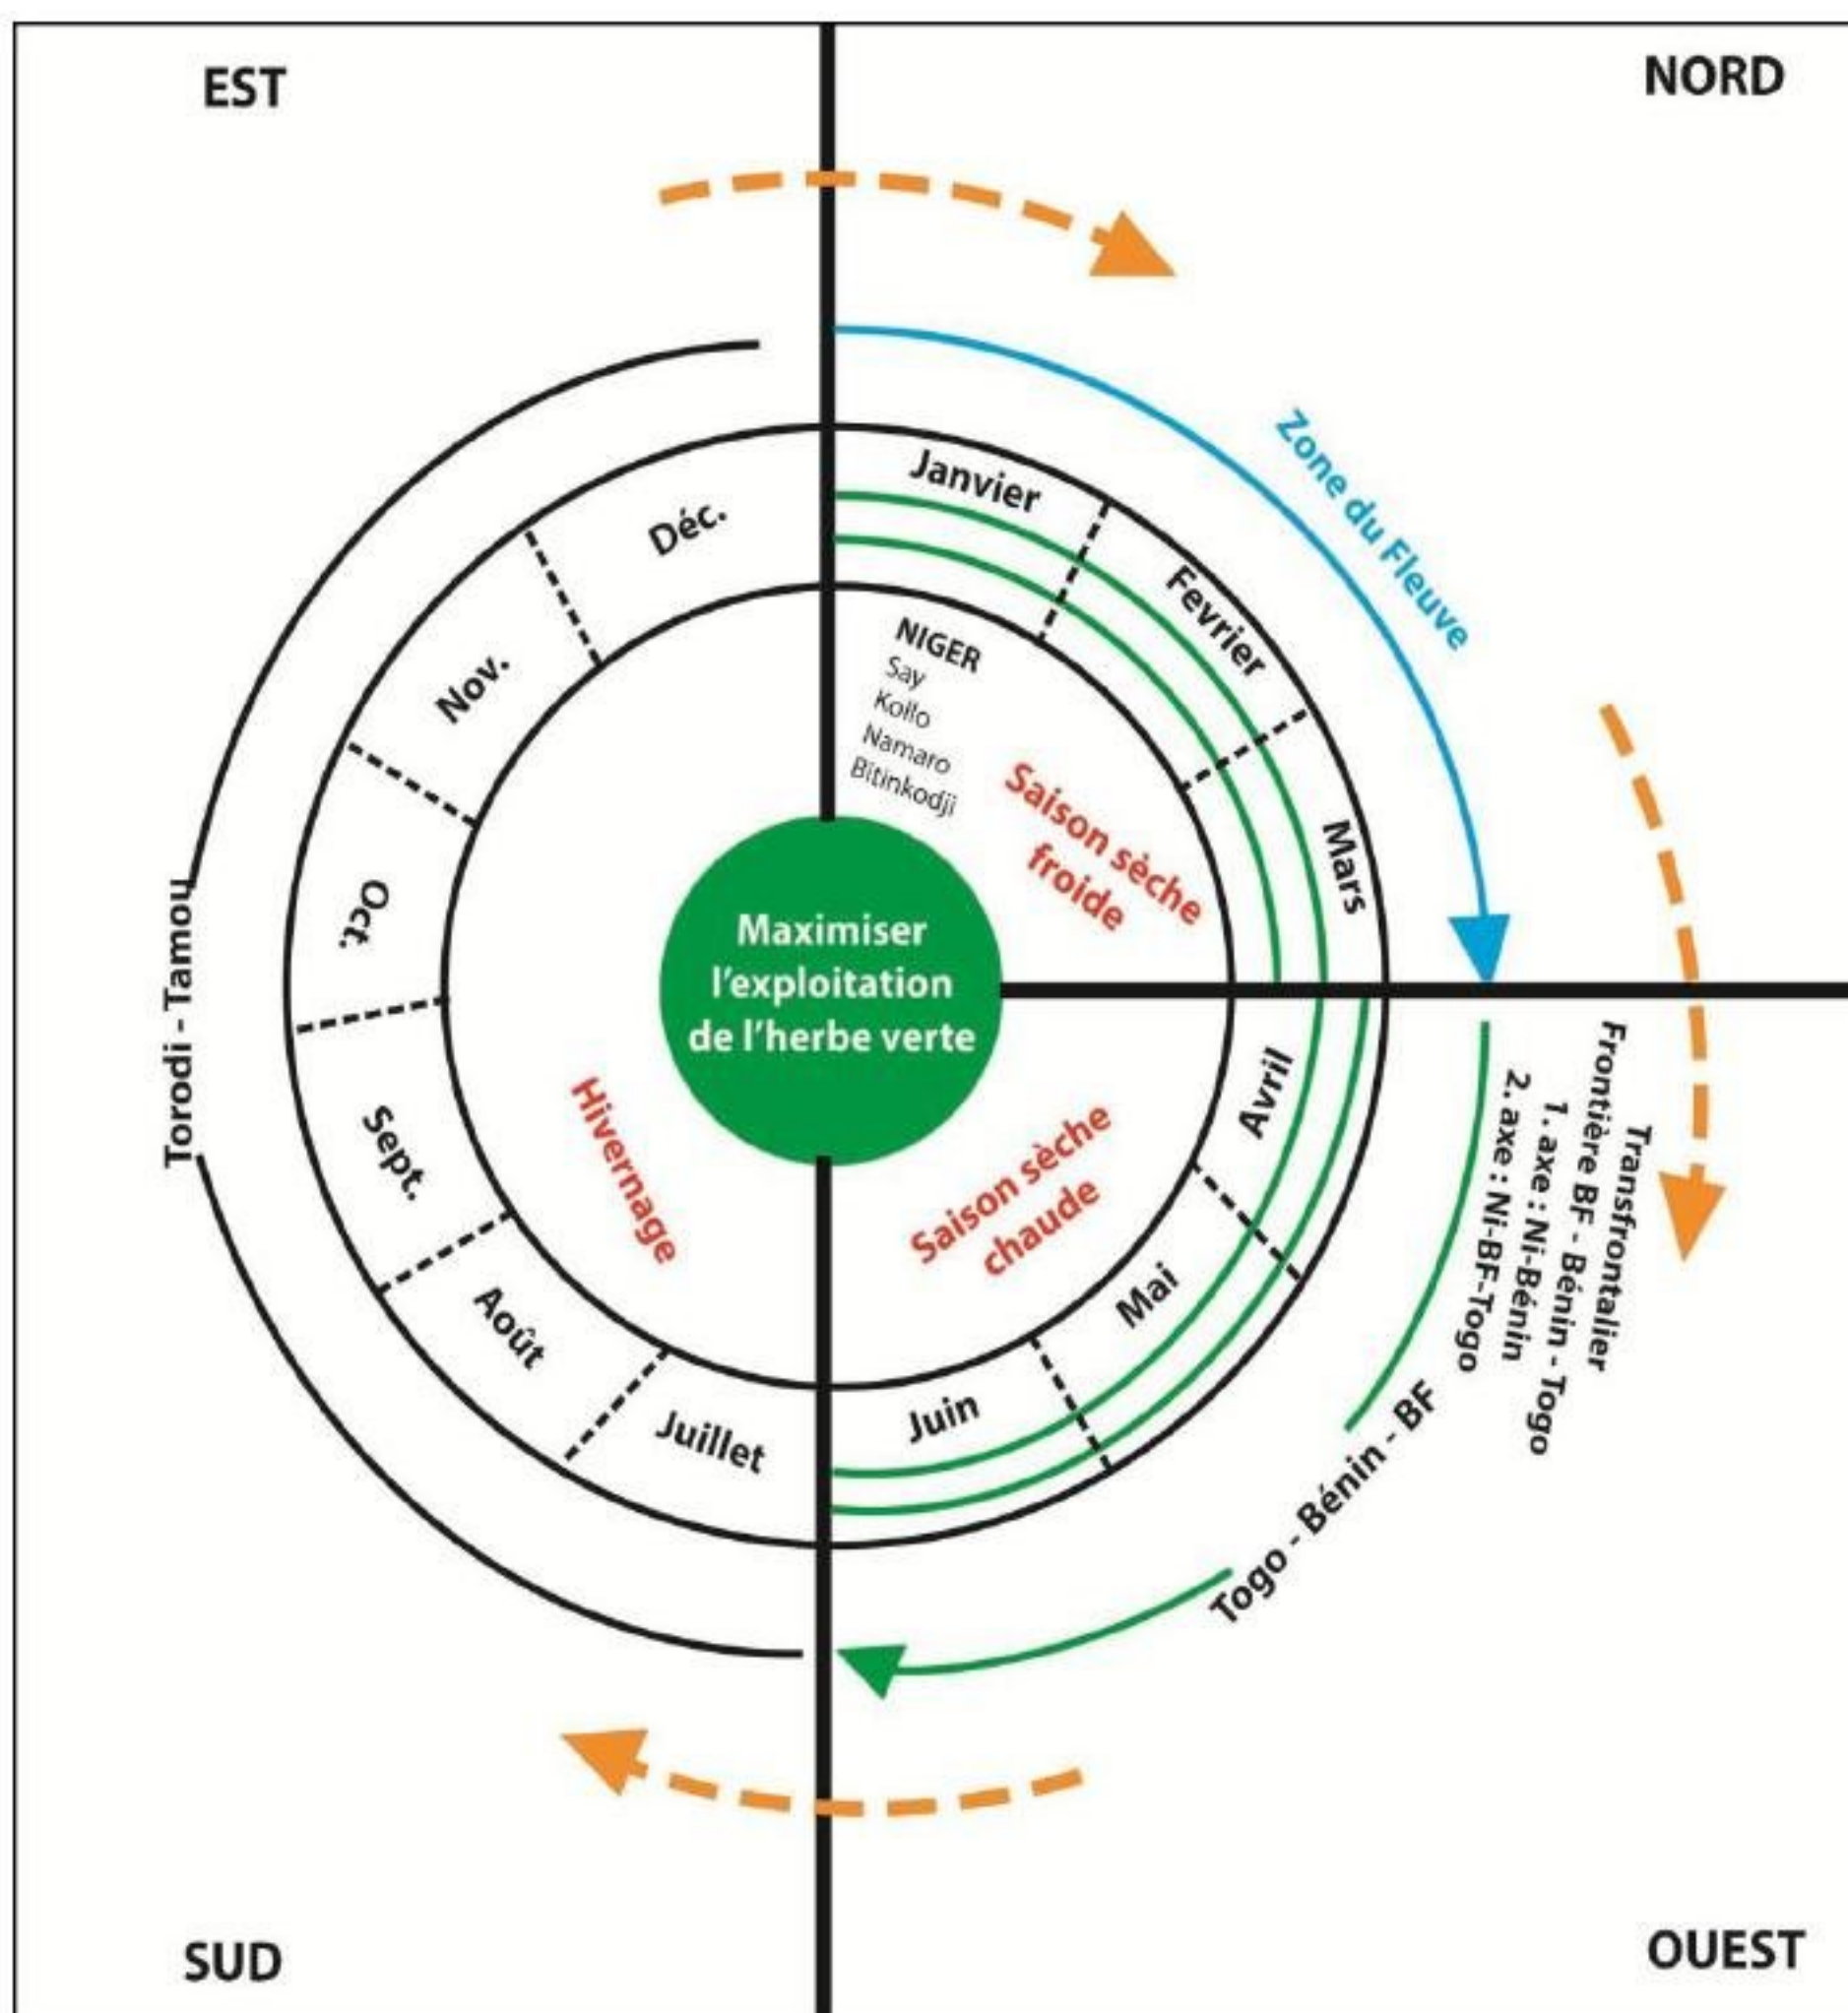 EST
NORD
Zone du Fleuve
Janvier
Fevrier
Mars
Avril
Mai
Juin
Juillet
Août
Sept.
Oct.
Nov.
Déc.
NIGER
Say
Kollo
Namaro
Bitinkodji
Saison sèche
froide
Maximiser
l'exploitation
de l'herbe verte
Saison sèche
chaude
Hivernage
Torodi - Tamou
Transfrontalier
Frontière BF - Bénin - Togo
1. axe : Ni-Bénin
2. axe : Ni-BF-Togo
Togo - Bénin - BF
SUD
OUEST